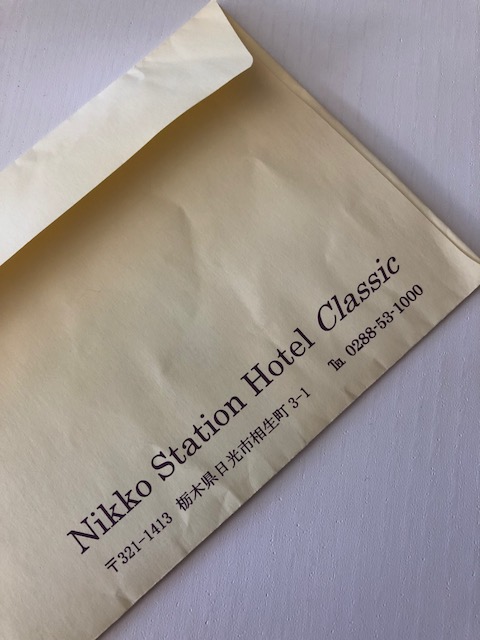 Nikko Station Hotel Classic
〒321-1413 栃木県日光市相生町 3-1 ℡ 0288-53-1000